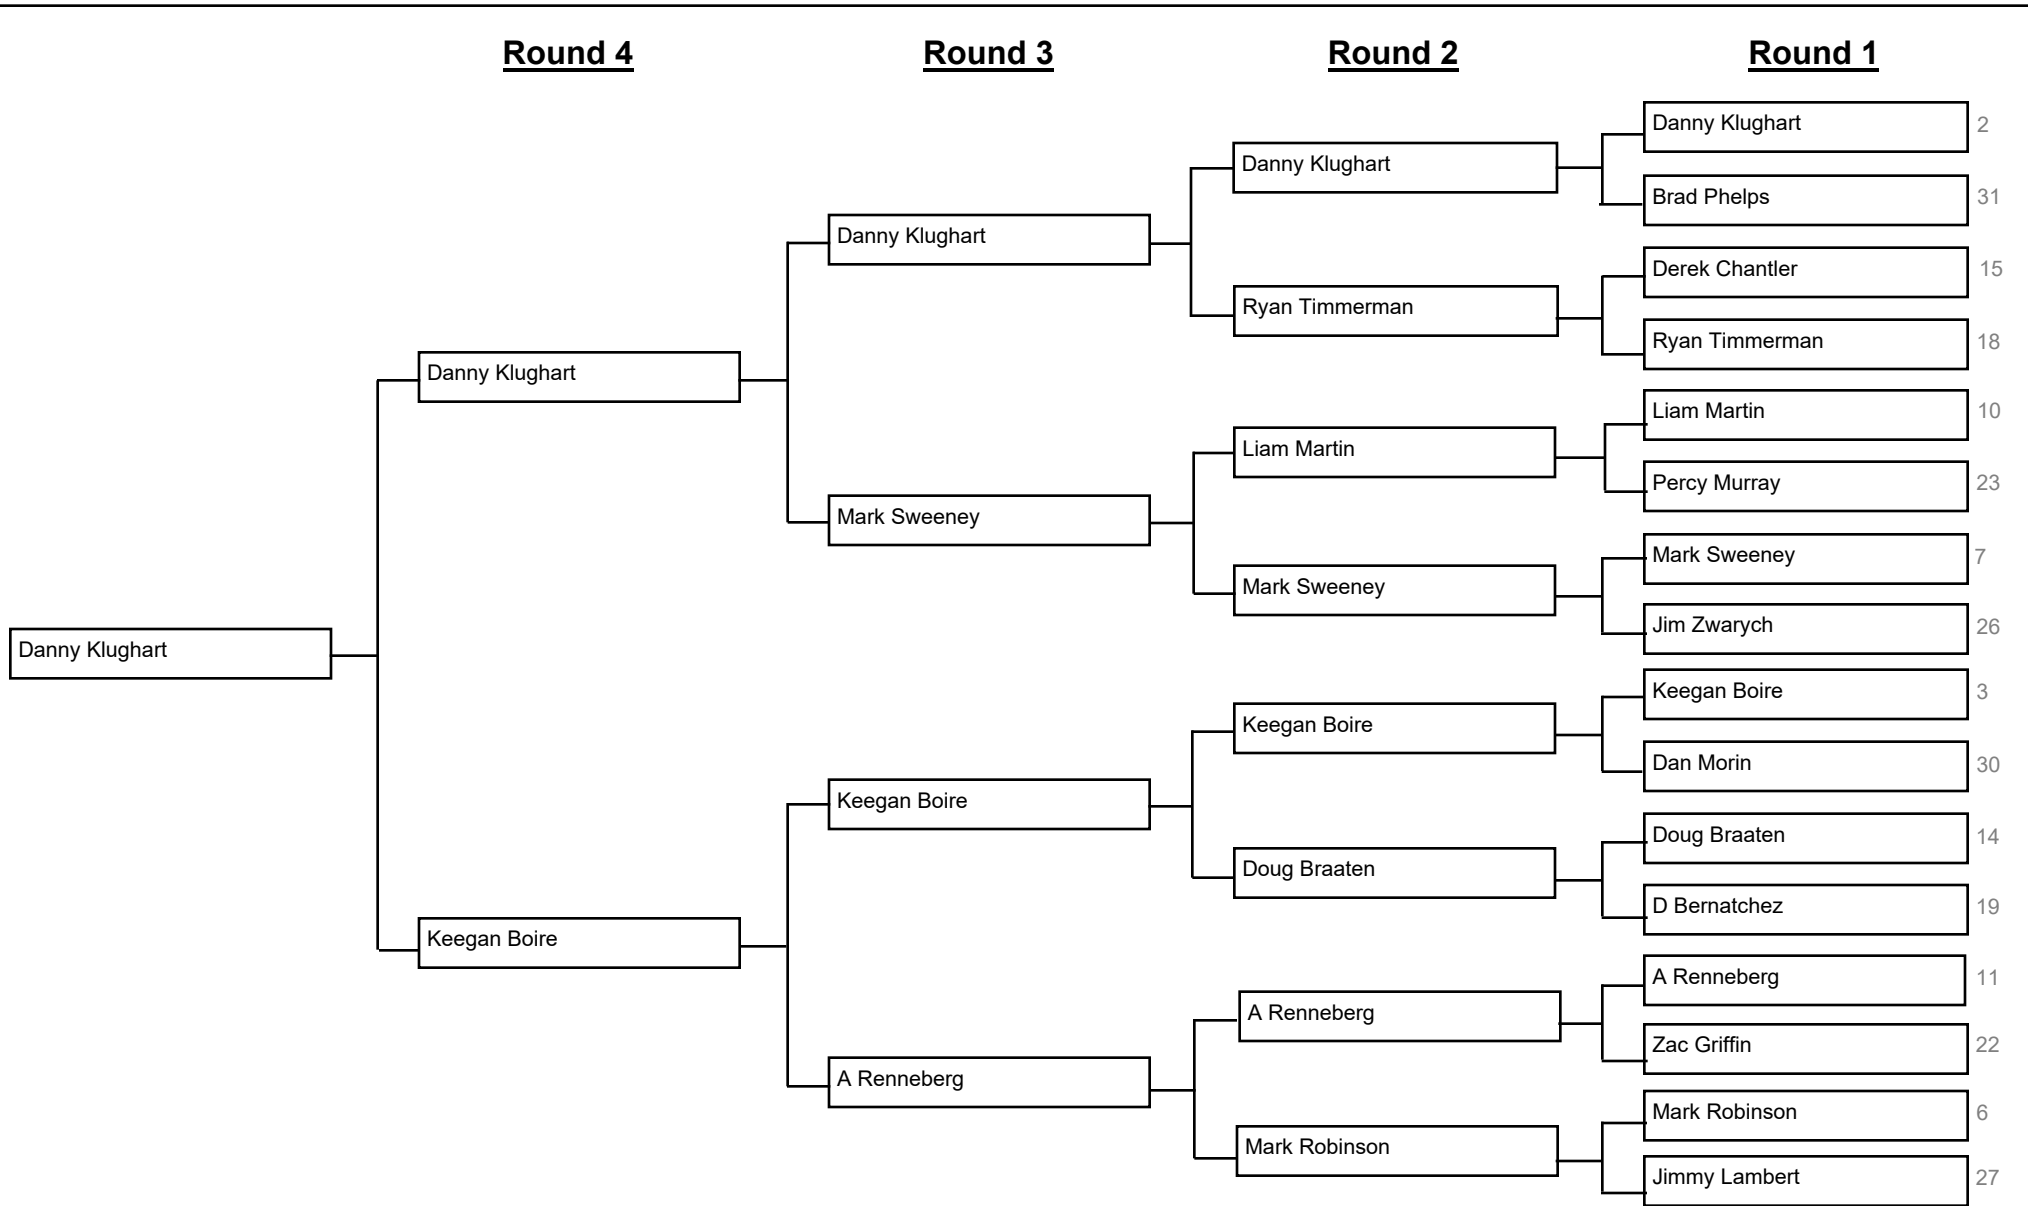 Round 4 Round 3 Round 2 Round 1
Danny Klughart 2
Danny Klughart
Brad Phelps 31
Danny Klughart
Derek Chantler 15
Ryan Timmerman
Ryan Timmerman 18
Danny Klughart
Liam Martin 10
Liam Martin
Percy Murray 23
Mark Sweeney
Mark Sweeney 7
Mark Sweeney
Jim Zwarych 26
Danny Klughart
Keegan Boire 3
Keegan Boire
Dan Morin 30
Keegan Boire
Doug Braaten 14
Doug Braaten
D Bernatchez 19
Keegan Boire
A Renneberg 11
A Renneberg
Zac Griffin 22
A Renneberg
Mark Robinson 6
Mark Robinson
Jimmy Lambert 27